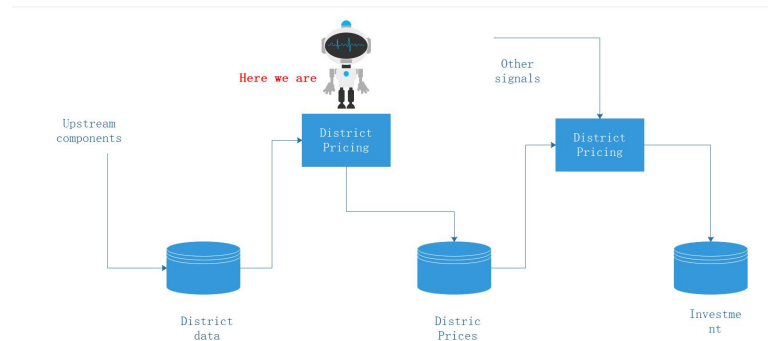 Here we are
Other
signals
Upstream
components
District
Pricing
District
Pricing
District
data
Distric
Prices
Investme
nt